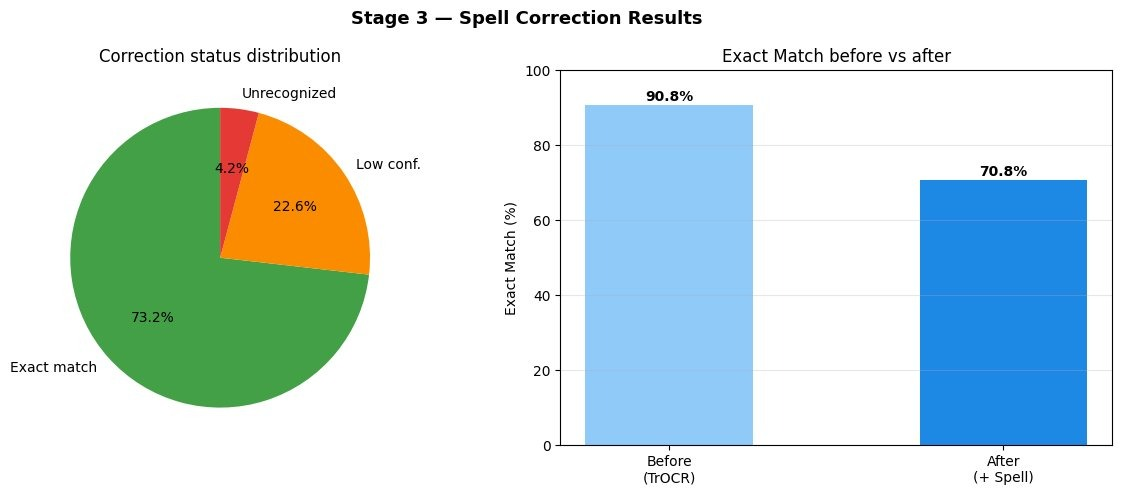 Stage 3 — Spell Correction Results
Correction status distribution
Unrecognized
4.2%
Low conf.
22.6%
73.2%
Exact match
Exact Match before vs after
Exact Match (%)
100
80
60
40
20
0
90.8%
70.8%
Before
(TrOCR)
After
(+ Spell)